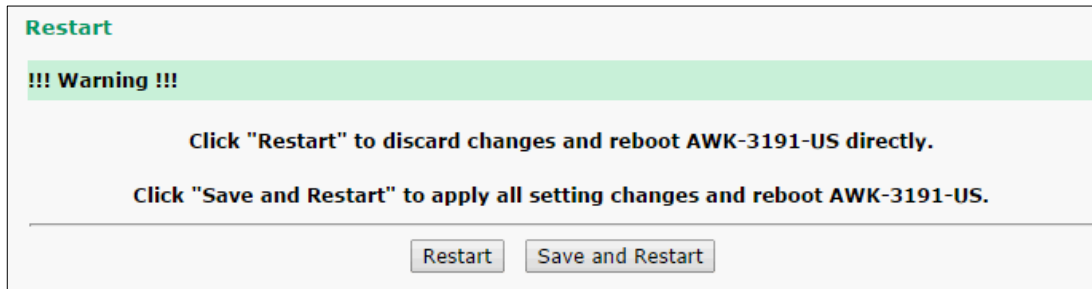 Restart
!!! Warning !!!
Click "Restart" to discard changes and reboot AWK-3191-US directly.
Click "Save and Restart" to apply all setting changes and reboot AWK-3191-US.
Restart Save and Restart